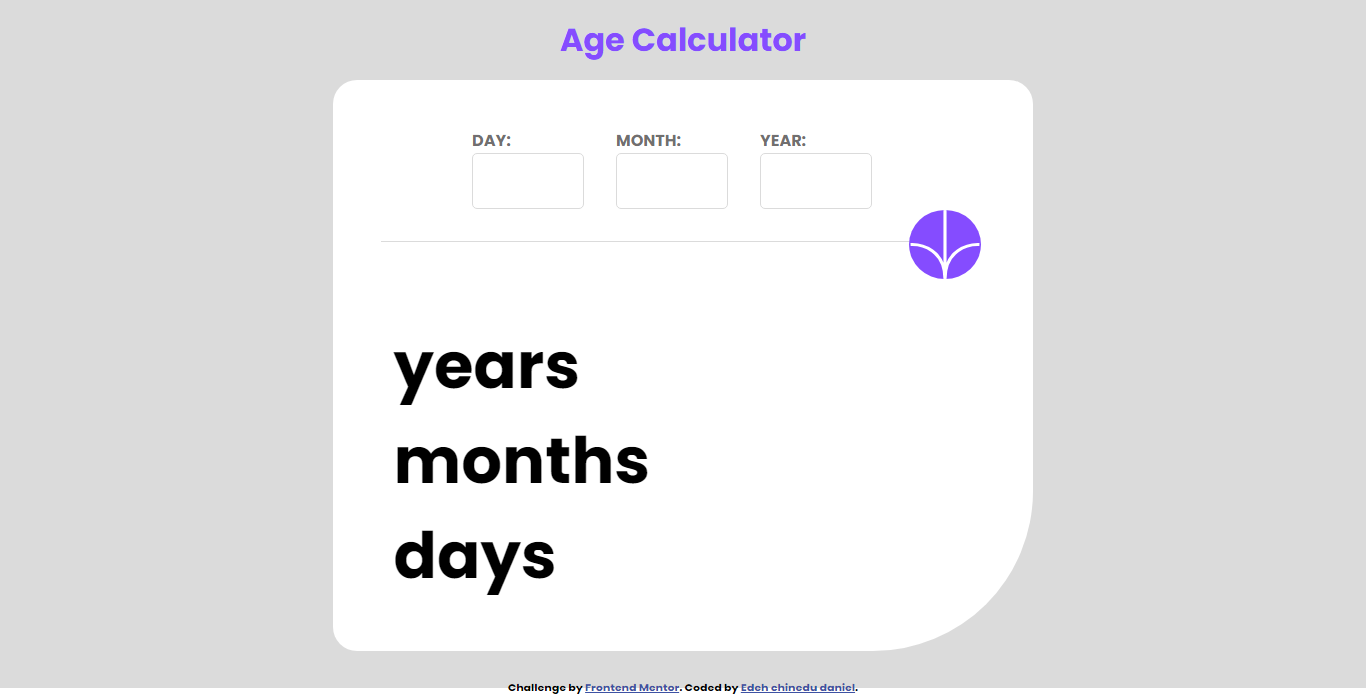 Age Calculator
DAY: MONTH: YEAR:
years
months
days
Challenge by Frontend Mentor. Coded by Edeh chinedu daniel.